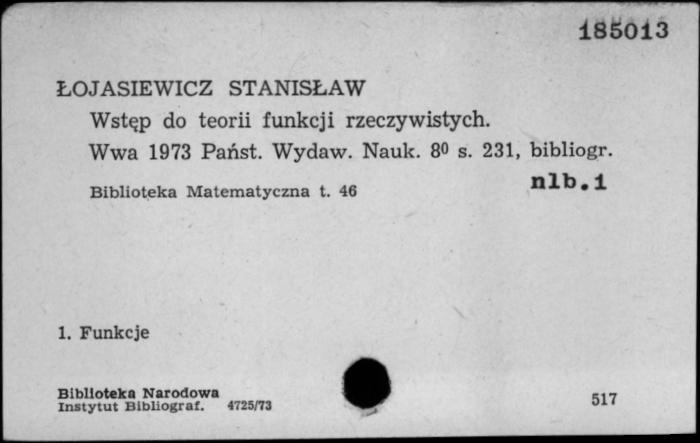 185013
ŁOJASIEWICZ STANISŁAW
Wstęp do teorii funkcji rzeczywistych.
Wwa 1973 Państ. Wydaw. Nauk. 8⁰ s. 231, bibliogr.
nlb.1
Biblioteka Matematyczna t. 46
1. Funkcje
Biblioteka Narodowa
Instytut Bibliograf. 4725/73
517